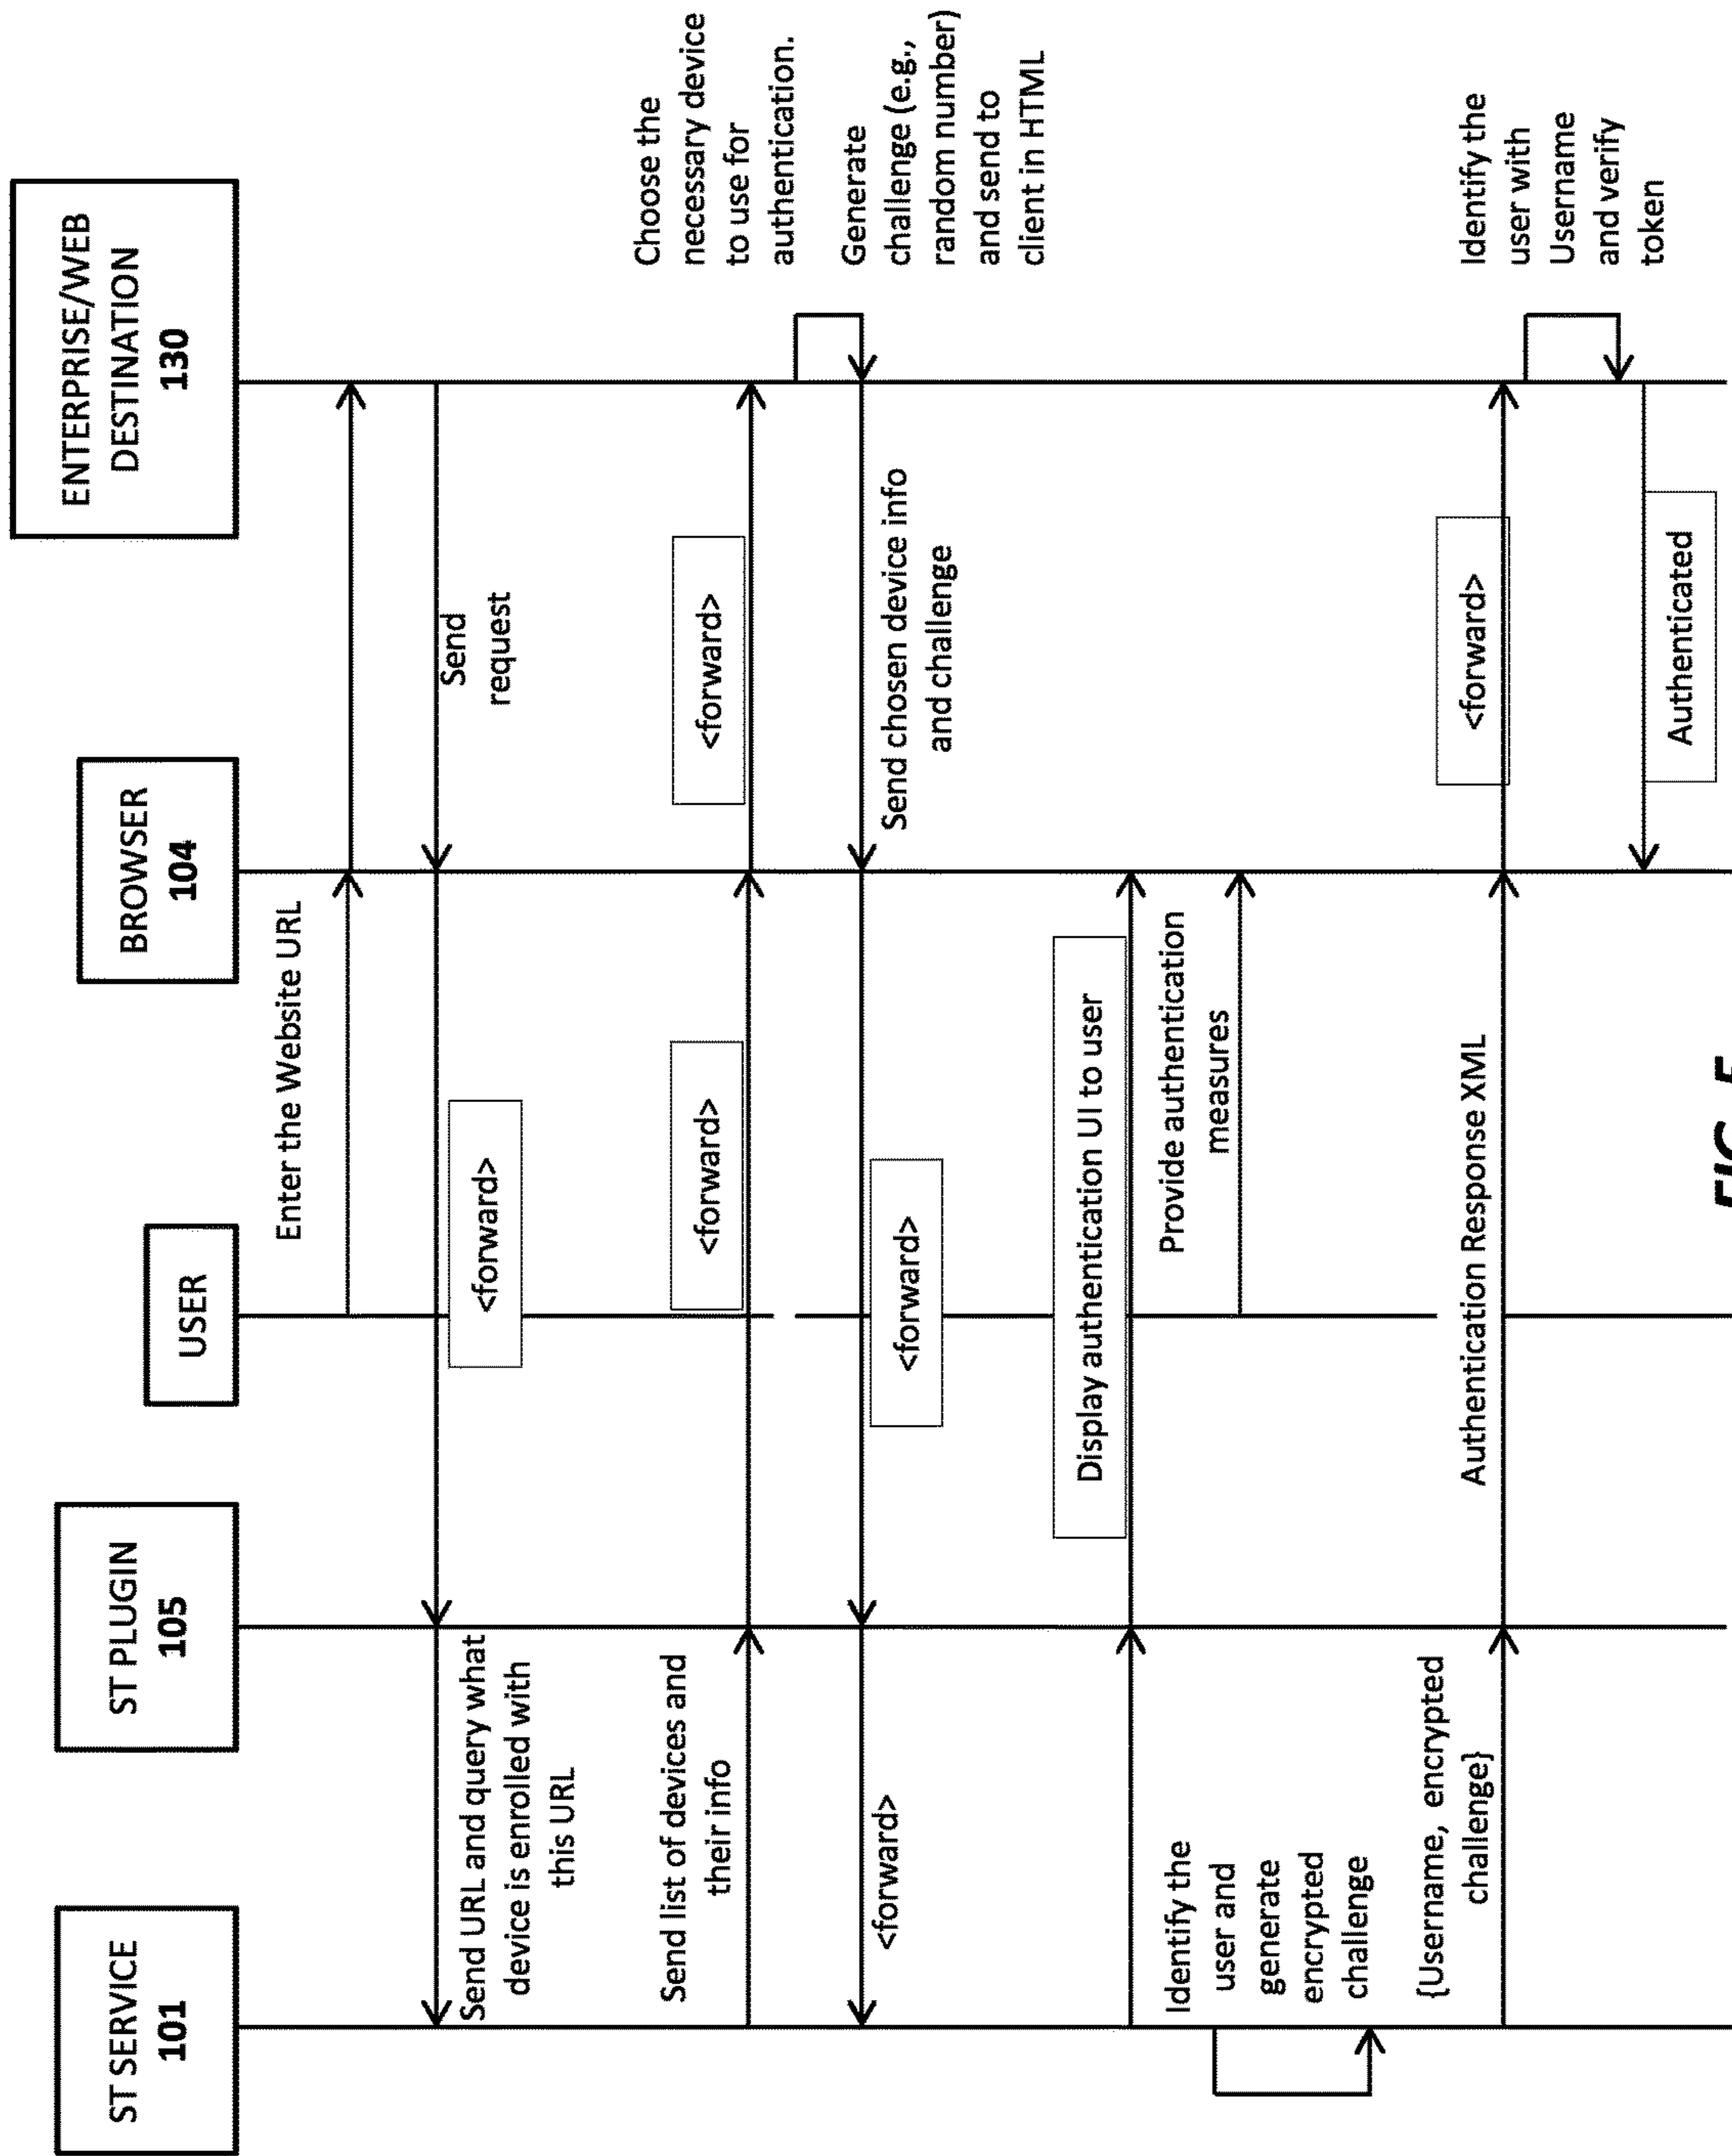 ST SERVICE
101
ST PLUGIN
105
USER
BROWSER
104
ENTERPRISE/WEB
DESTINATION
130
Enter the Website URL
Send
request
<forward>
Send URL and query what
device is enrolled with
this URL
Send list of devices and
their info
<forward>
<forward>
Choose the
necessary device
to use for
authentication.
Generate
challenge (e.g.,
random number)
and send to
client in HTML
Send chosen device info
and challenge
<forward>
<forward>
Display authentication UI to user
Provide authentication
measures
Identify the
user and
generate
encrypted
challenge
{Username, encrypted
challenge}
Authentication Response XML
<forward>
Identify the
user with
Username
and verify
token
Authenticated